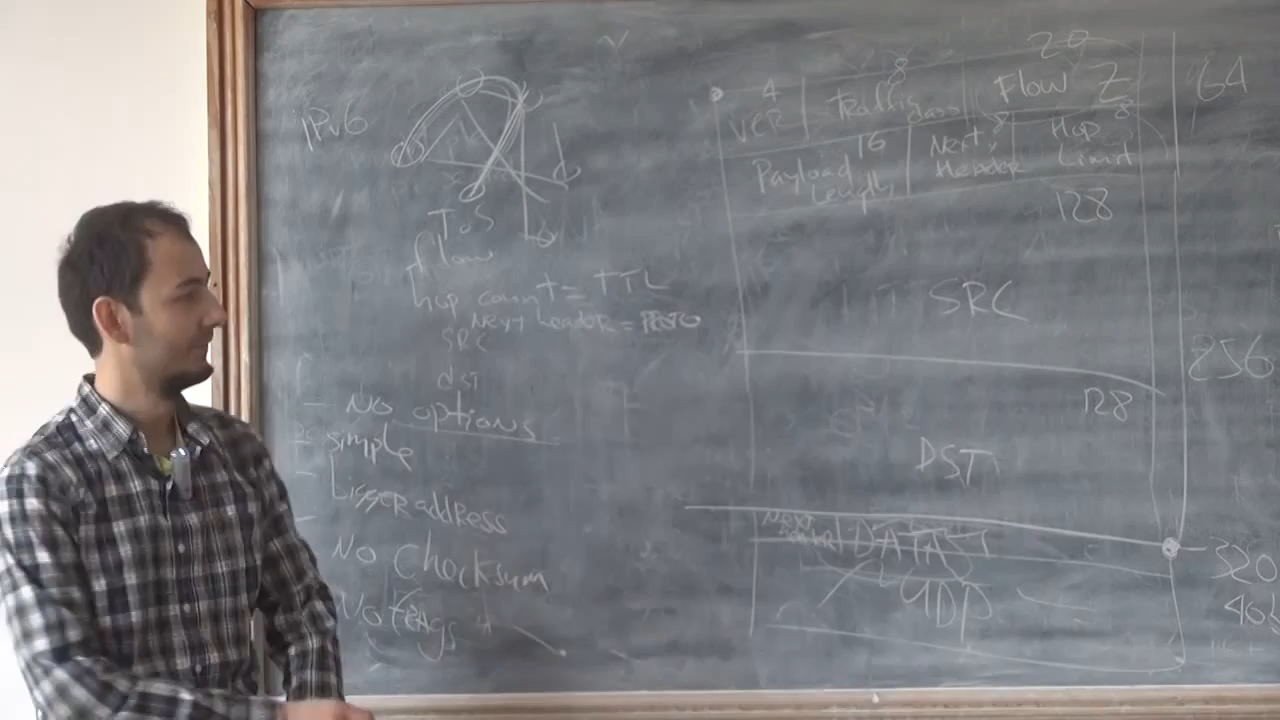 IPv6
ToS
flow
hop count = TTL
Next header = PROTO
SRC
dst
- No options
simple
- bigger address
- No Checksum
No frags
20
4
8
VER
Traffic class
Flow
16
8
8
Payload Length
Next Header
Hop Limit
128
SRC
128
DST
Next
DATA
UDP
64
256
320